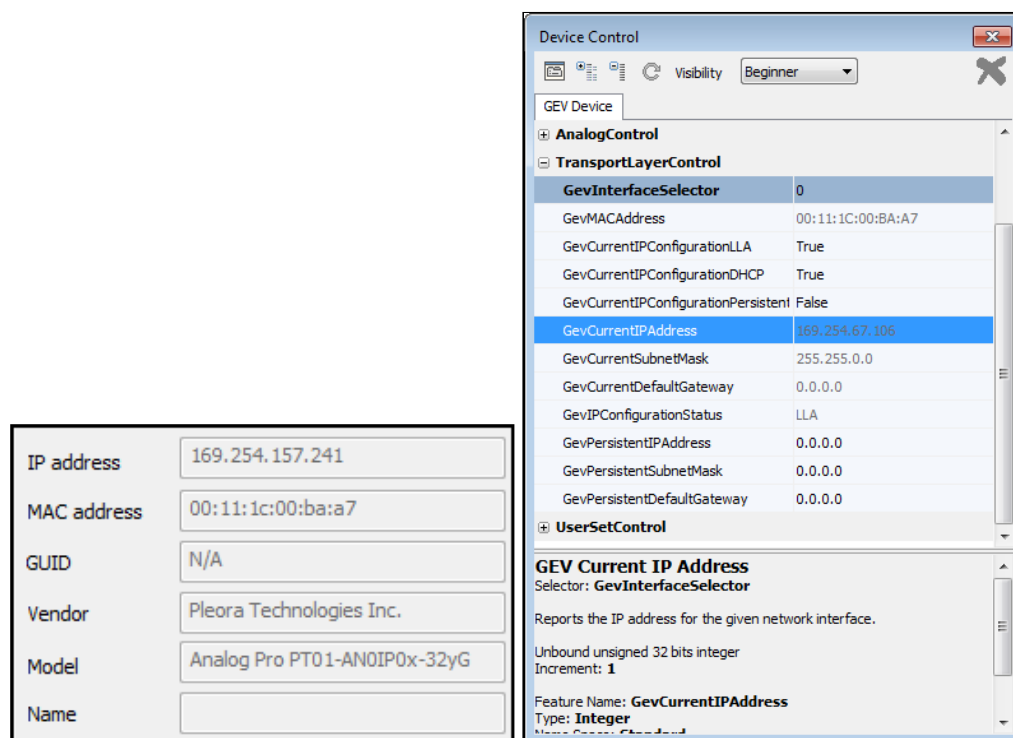 IP address 169.254.157.241
MAC address 00:11:1c:00:ba:a7
GUID N/A
Vendor Pleora Technologies Inc.
Model Analog Pro PT01-AN0IP0x-32yG
Name
Device Control
Visibility Beginner
GEV Device
AnalogControl
TransportLayerControl
GevInterfaceSelector 0
GevMACAddress 00:11:1C:00:BA:A7
GevCurrentIPConfigurationLLA True
GevCurrentIPConfigurationDHCP True
GevCurrentIPConfigurationPersistent False
GevCurrentIPAddress 169.254.67.106
GevCurrentSubnetMask 255.255.0.0
GevCurrentDefaultGateway 0.0.0.0
GevIPConfigurationStatus LLA
GevPersistentIPAddress 0.0.0.0
GevPersistentSubnetMask 0.0.0.0
GevPersistentDefaultGateway 0.0.0.0
UserSetControl
GEV Current IP Address
Selector: GevInterfaceSelector
Reports the IP address for the given network interface.
Unbound unsigned 32 bits integer
Increment: 1
Feature Name: GevCurrentIPAddress
Type: Integer
Name Space: Standard